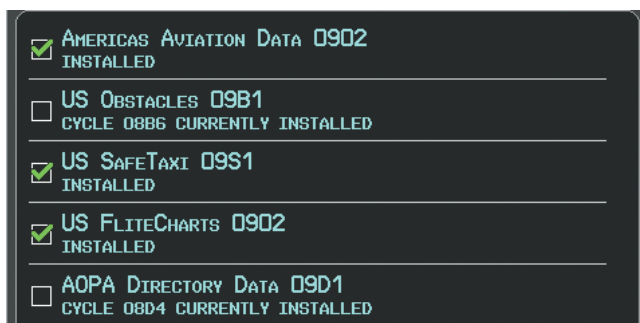 Americas Aviation Data 0902
INSTALLED
US Obstacles 09B1
CYCLE 08B6 CURRENTLY INSTALLED
US SafeTaxi 09S1
INSTALLED
US FliteCharts 0902
INSTALLED
AOPA Directory Data 09D1
CYCLE 08D4 CURRENTLY INSTALLED